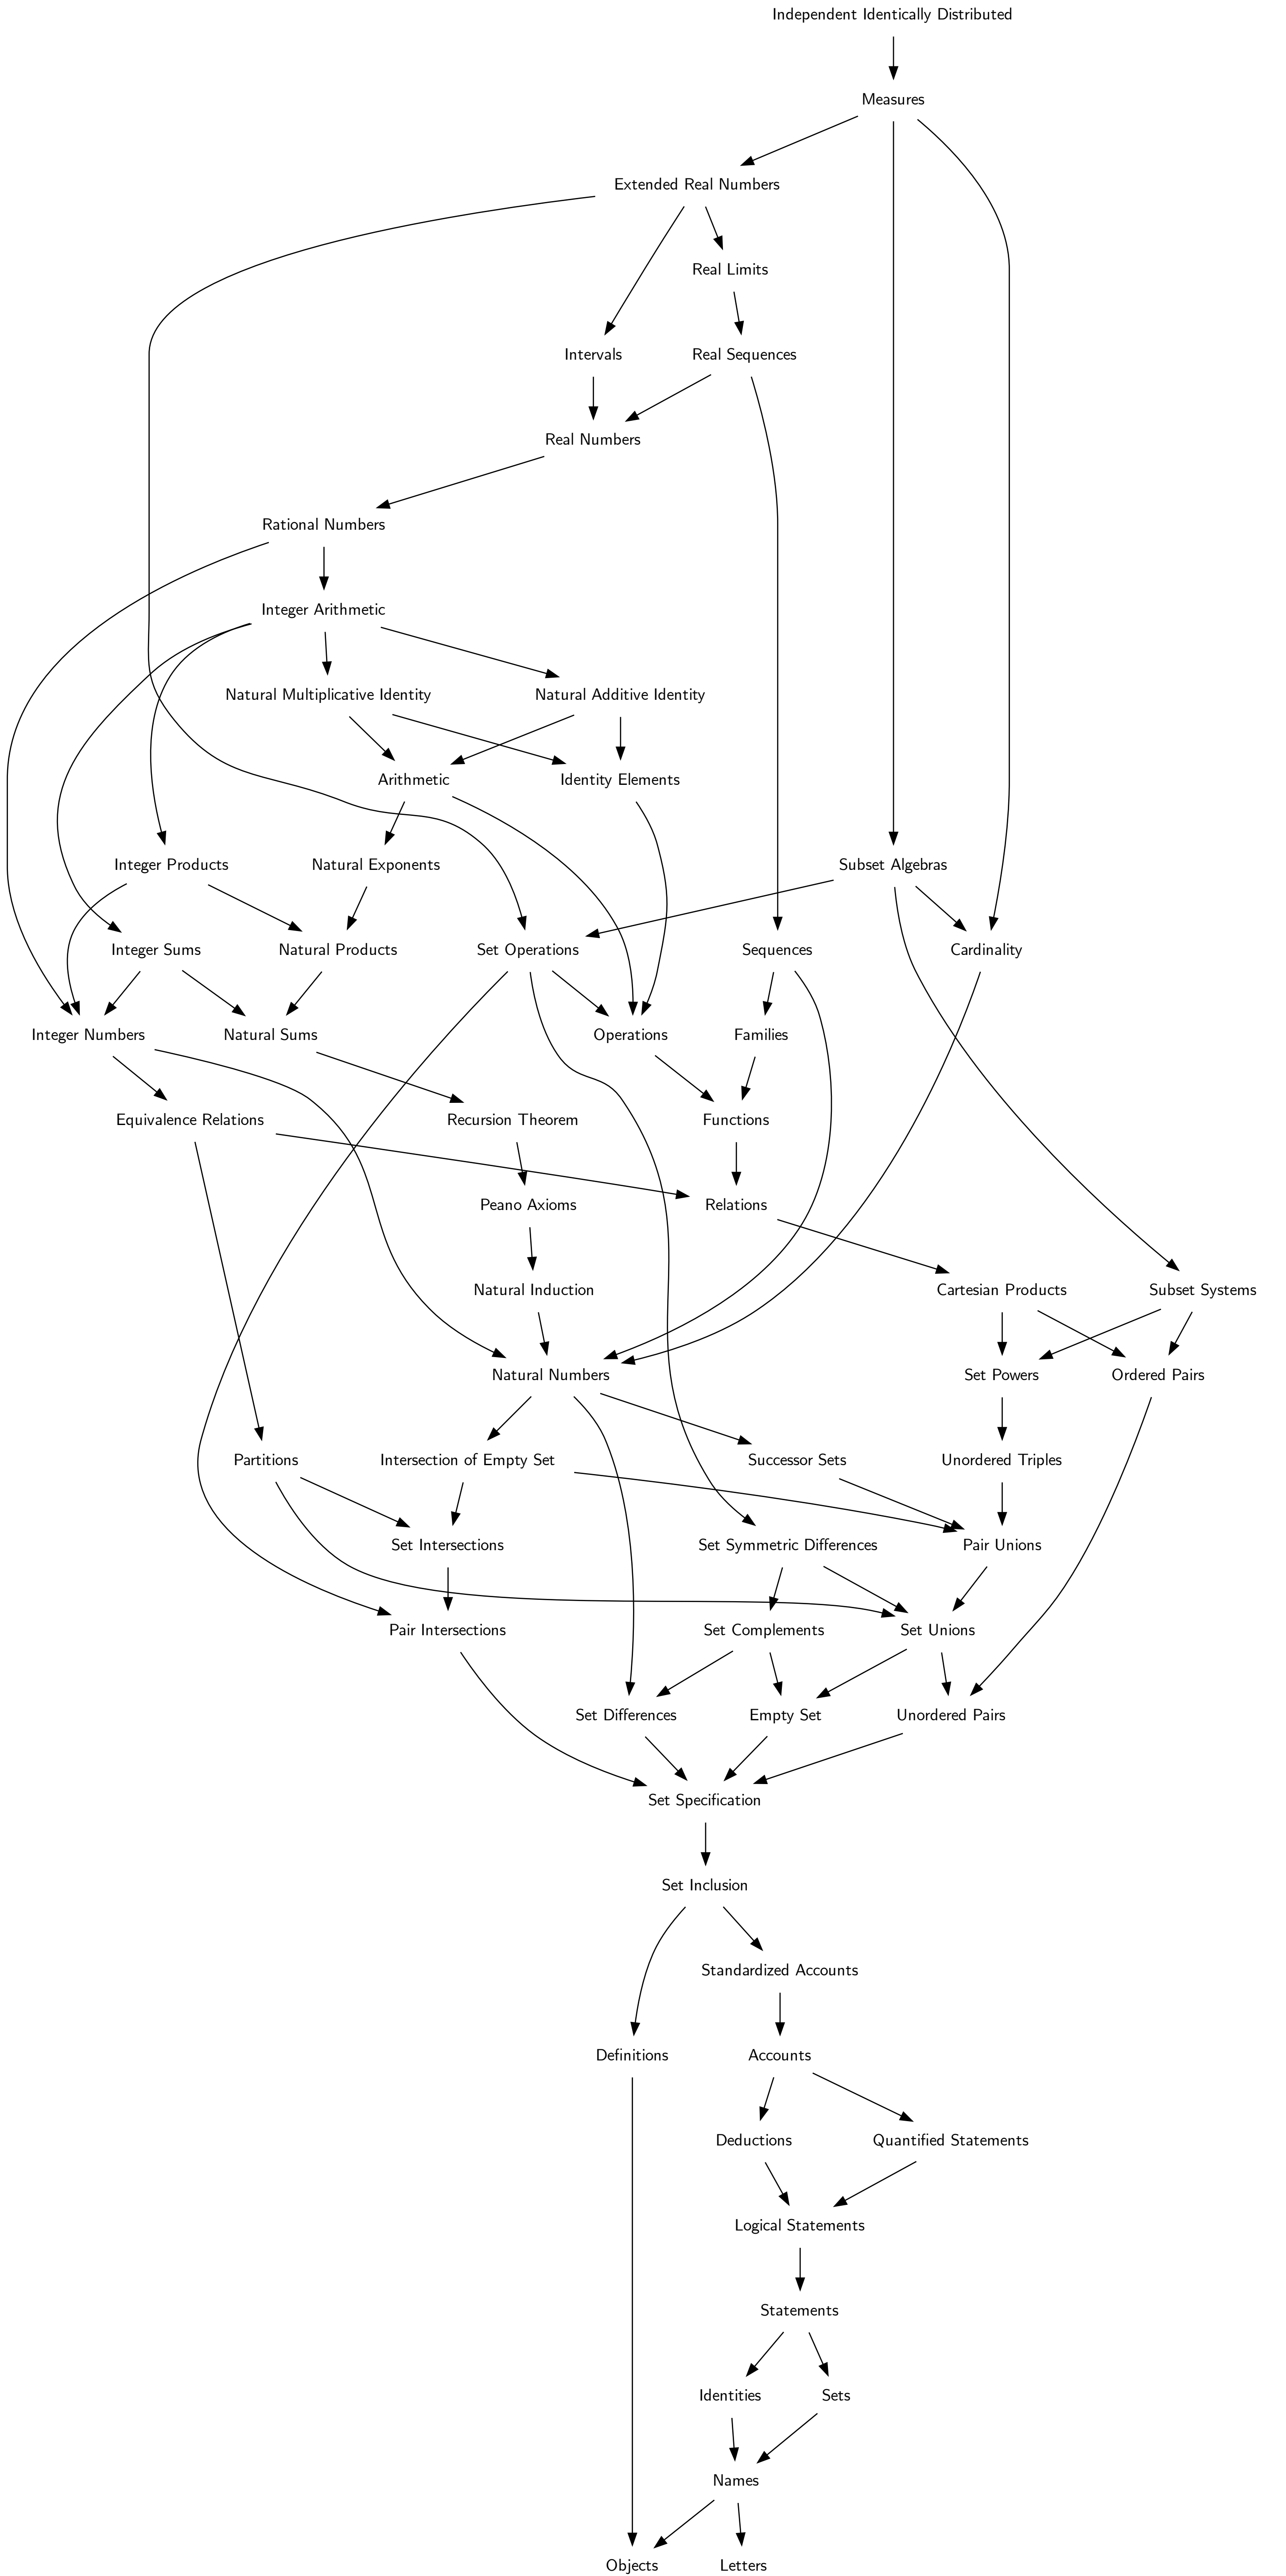 Independent Identically Distributed
Measures
Extended Real Numbers
Real Limits
Intervals
Real Sequences
Real Numbers
Rational Numbers
Integer Arithmetic
Natural Multiplicative Identity
Natural Additive Identity
Arithmetic
Identity Elements
Integer Products
Natural Exponents
Subset Algebras
Integer Sums
Natural Products
Set Operations
Sequences
Cardinality
Integer Numbers
Natural Sums
Operations
Families
Equivalence Relations
Recursion Theorem
Functions
Peano Axioms
Relations
Natural Induction
Cartesian Products
Subset Systems
Natural Numbers
Set Powers
Ordered Pairs
Partitions
Intersection of Empty Set
Successor Sets
Unordered Triples
Set Intersections
Set Symmetric Differences
Pair Unions
Pair Intersections
Set Complements
Set Unions
Set Differences
Empty Set
Unordered Pairs
Set Specification
Set Inclusion
Standardized Accounts
Definitions
Accounts
Deductions
Quantified Statements
Logical Statements
Statements
Identities
Sets
Names
Objects
Letters